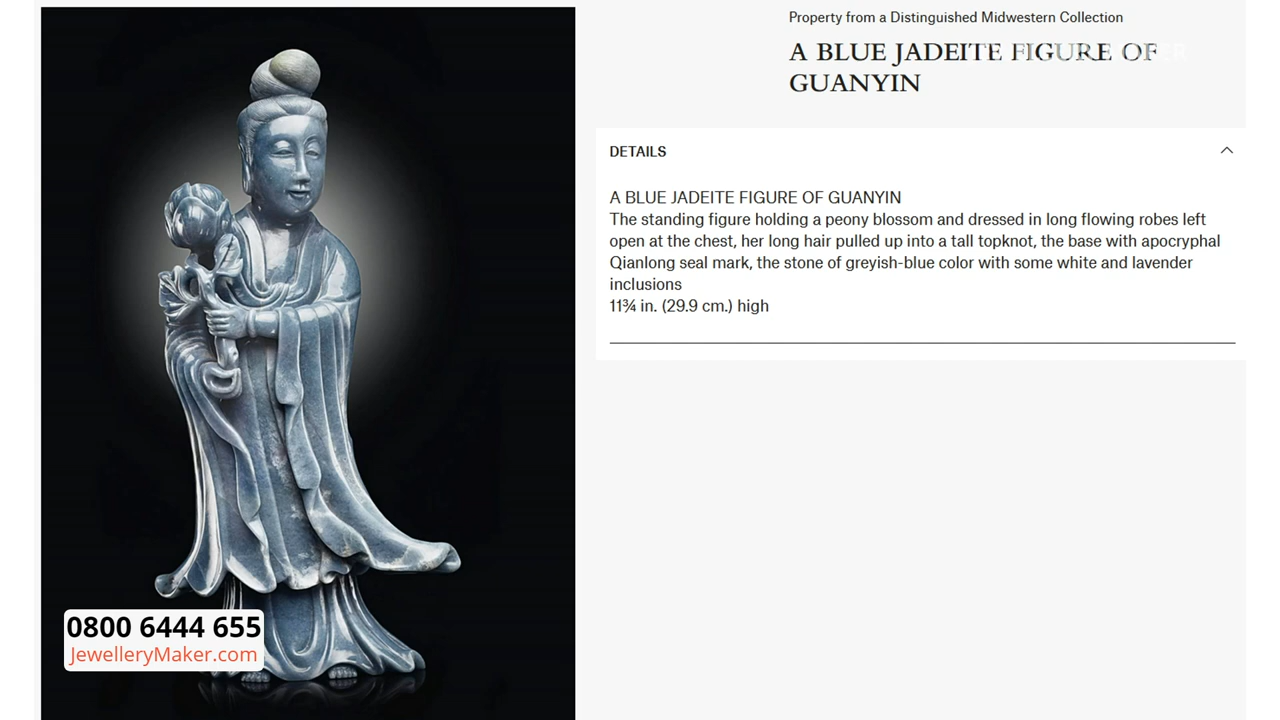 Property from a Distinguished Midwestern Collection
A BLUE JADEITE FIGURE OF
GUANYIN
DETAILS
A BLUE JADEITE FIGURE OF GUANYIN
The standing figure holding a peony blossom and dressed in long flowing robes left
open at the chest, her long hair pulled up into a tall topknot, the base with apocryphal
Qianlong seal mark, the stone of greyish-blue color with some white and lavender
inclusions
11¾ in. (29.9 cm.) high
0800 6444 655
JewelleryMaker.com